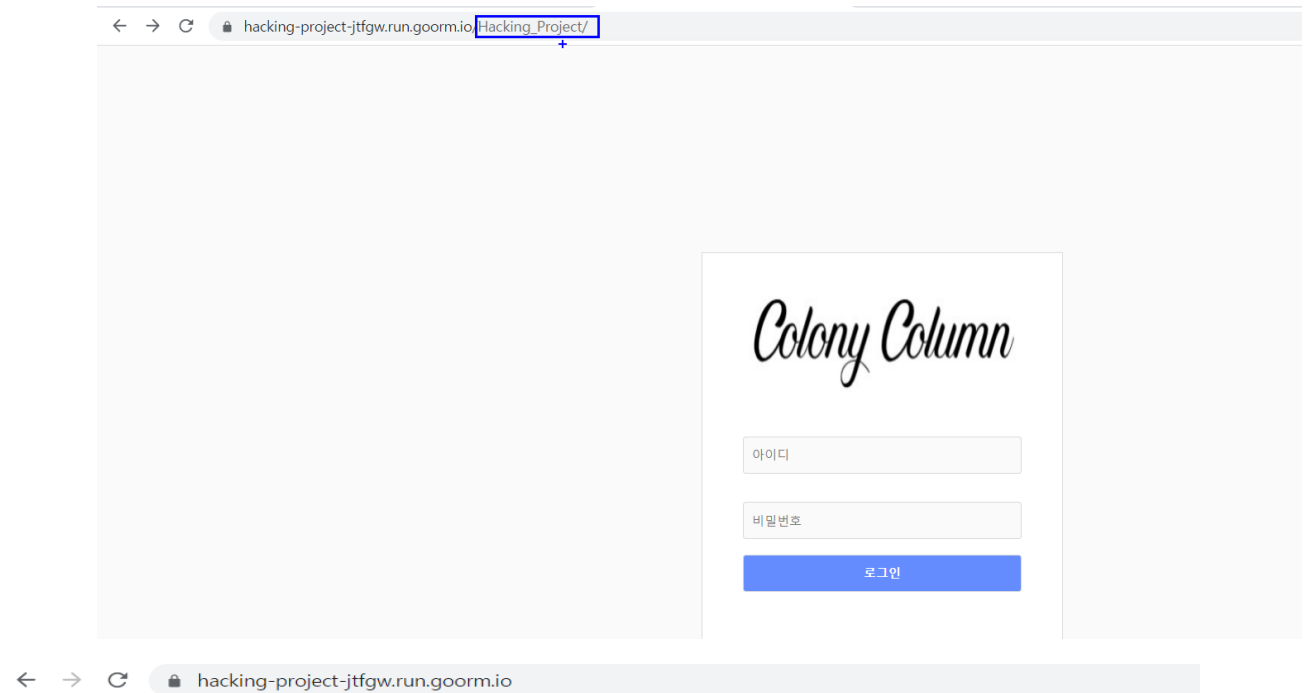 hacking-project-jtfgw.run.goorm.io/Hacking_Project/
Colony Column
아이디
비밀번호
로그인
hacking-project-jtfgw.run.goorm.io